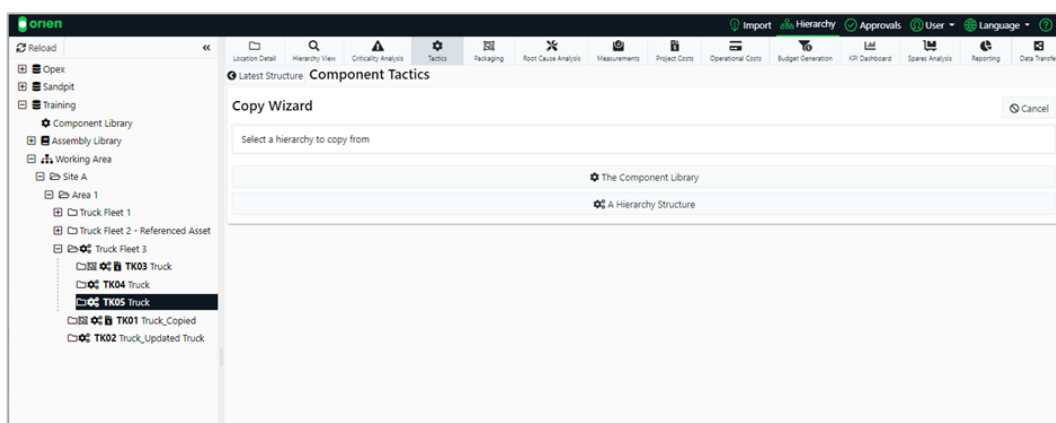 orien
Import Hierarchy Approvals User Language
Reload
Location Detail Hierarchy View Criticality Analysis Tactics Packaging Root Cause Analysis Measurements Project Costs Operational Costs Budget Generation KPI Dashboard Spares Analysis Reporting Data Transfe
Latest Structure Component Tactics
Opex
Sandpit
Training
Component Library
Assembly Library
Working Area
Site A
Area 1
Truck Fleet 1
Truck Fleet 2 - Referenced Asset
Truck Fleet 3
TK03 Truck
TK04 Truck
TK05 Truck
TK01 Truck_Copied
TK02 Truck_Updated Truck
Copy Wizard
Cancel
Select a hierarchy to copy from
The Component Library
A Hierarchy Structure